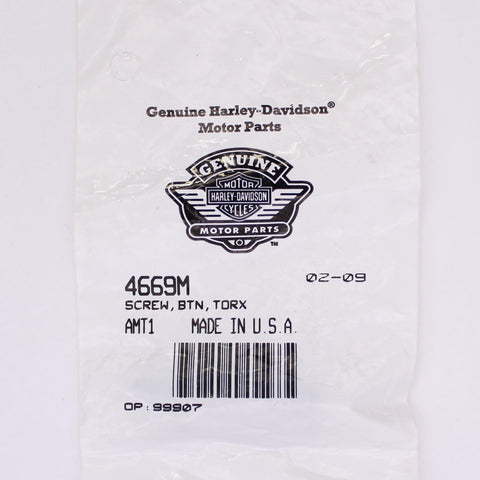 Genuine Harley-Davidson®
Motor Parts
GENUINE
MOTOR
HARLEY-DAVIDSON
CYCLES
MOTOR PARTS
TM
4669M
02-09
SCREW, BTN, TORX
AMT1 MADE IN U.S.A.
OP: 99907